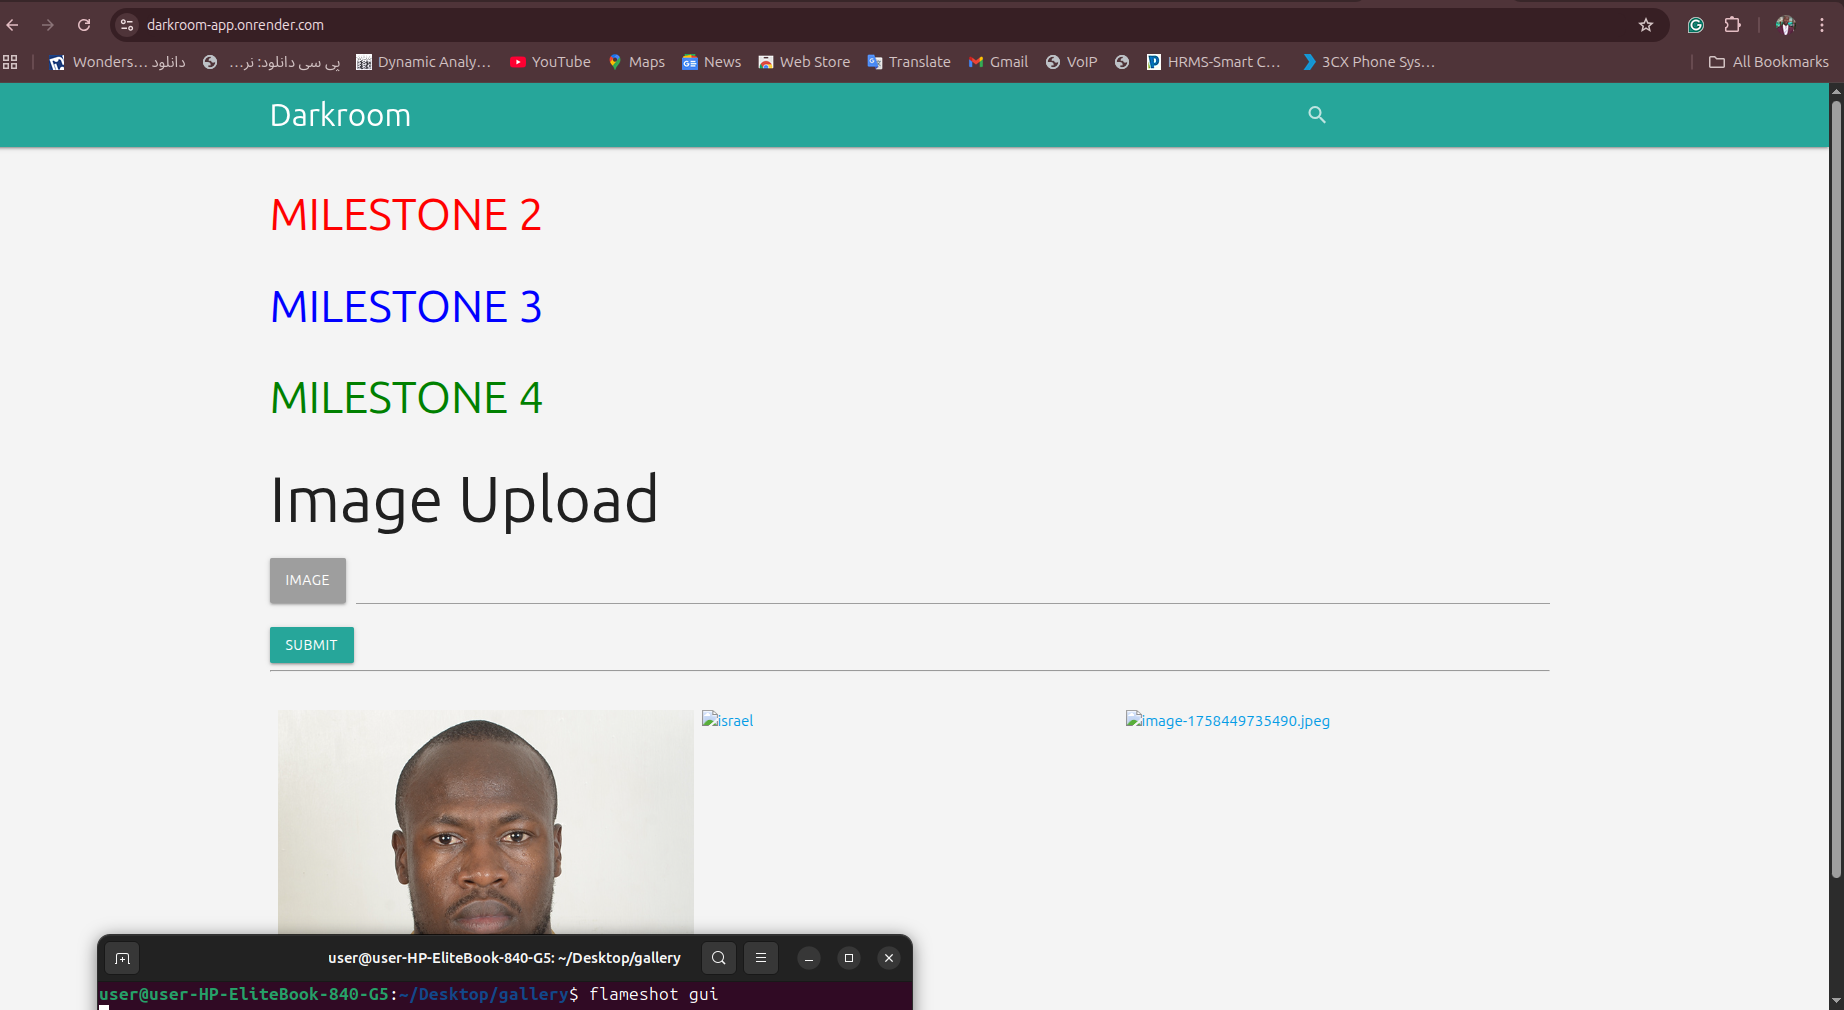 darkroom-app.onrender.com
Wonders... دانلود
پی سی دانلود: نر...
Dynamic Analy...
YouTube
Maps
News
Web Store
Translate
Gmail
VoIP
HRMS-Smart C...
3CX Phone Sys...
All Bookmarks
Darkroom
MILESTONE 2
MILESTONE 3
MILESTONE 4
Image Upload
IMAGE
SUBMIT
israel
image-1758449735490.jpeg
user@user-HP-EliteBook-840-G5: ~/Desktop/gallery
user@user-HP-EliteBook-840-G5:~/Desktop/gallery$ flameshot gui